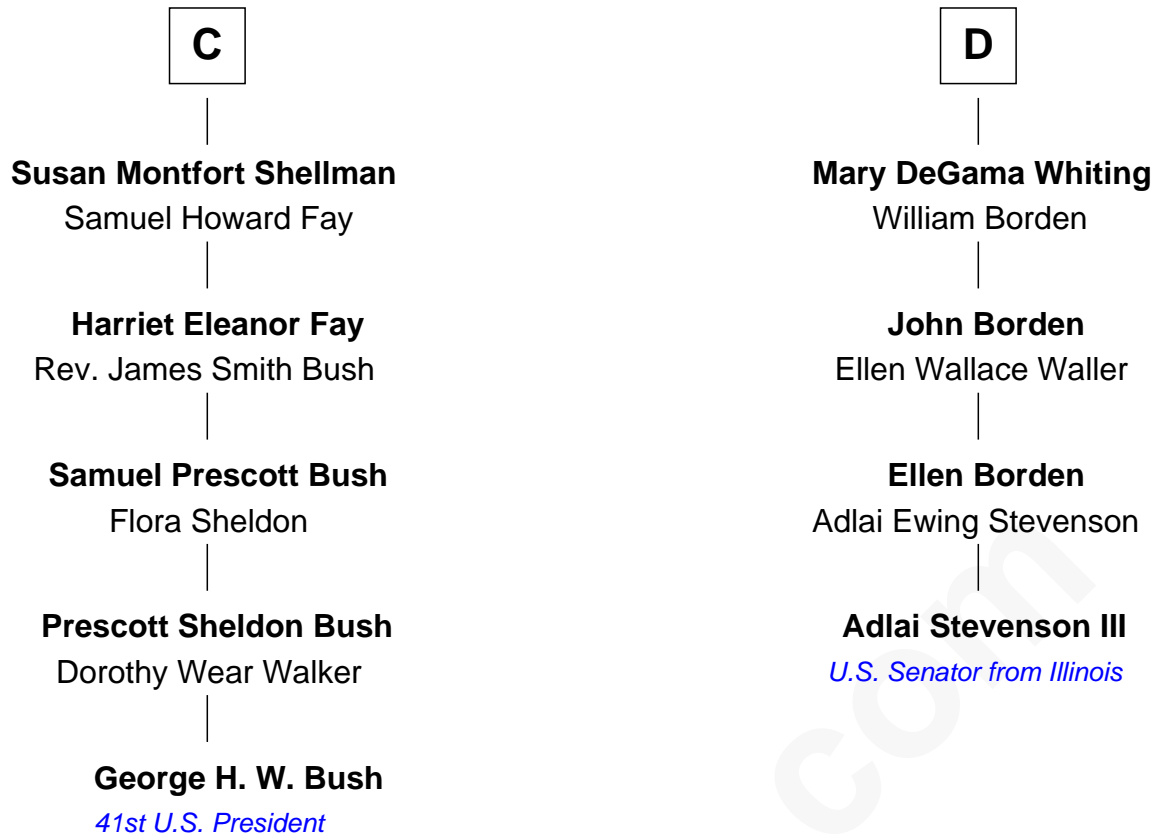 C
Susan Montfort Shellman
Samuel Howard Fay
Harriet Eleanor Fay
Rev. James Smith Bush
Samuel Prescott Bush
Flora Sheldon
Prescott Sheldon Bush
Dorothy Wear Walker
George H. W. Bush
41st U.S. President
D
Mary DeGama Whiting
William Borden
John Borden
Ellen Wallace Waller
Ellen Borden
Adlai Ewing Stevenson
Adlai Stevenson III
U.S. Senator from Illinois
com